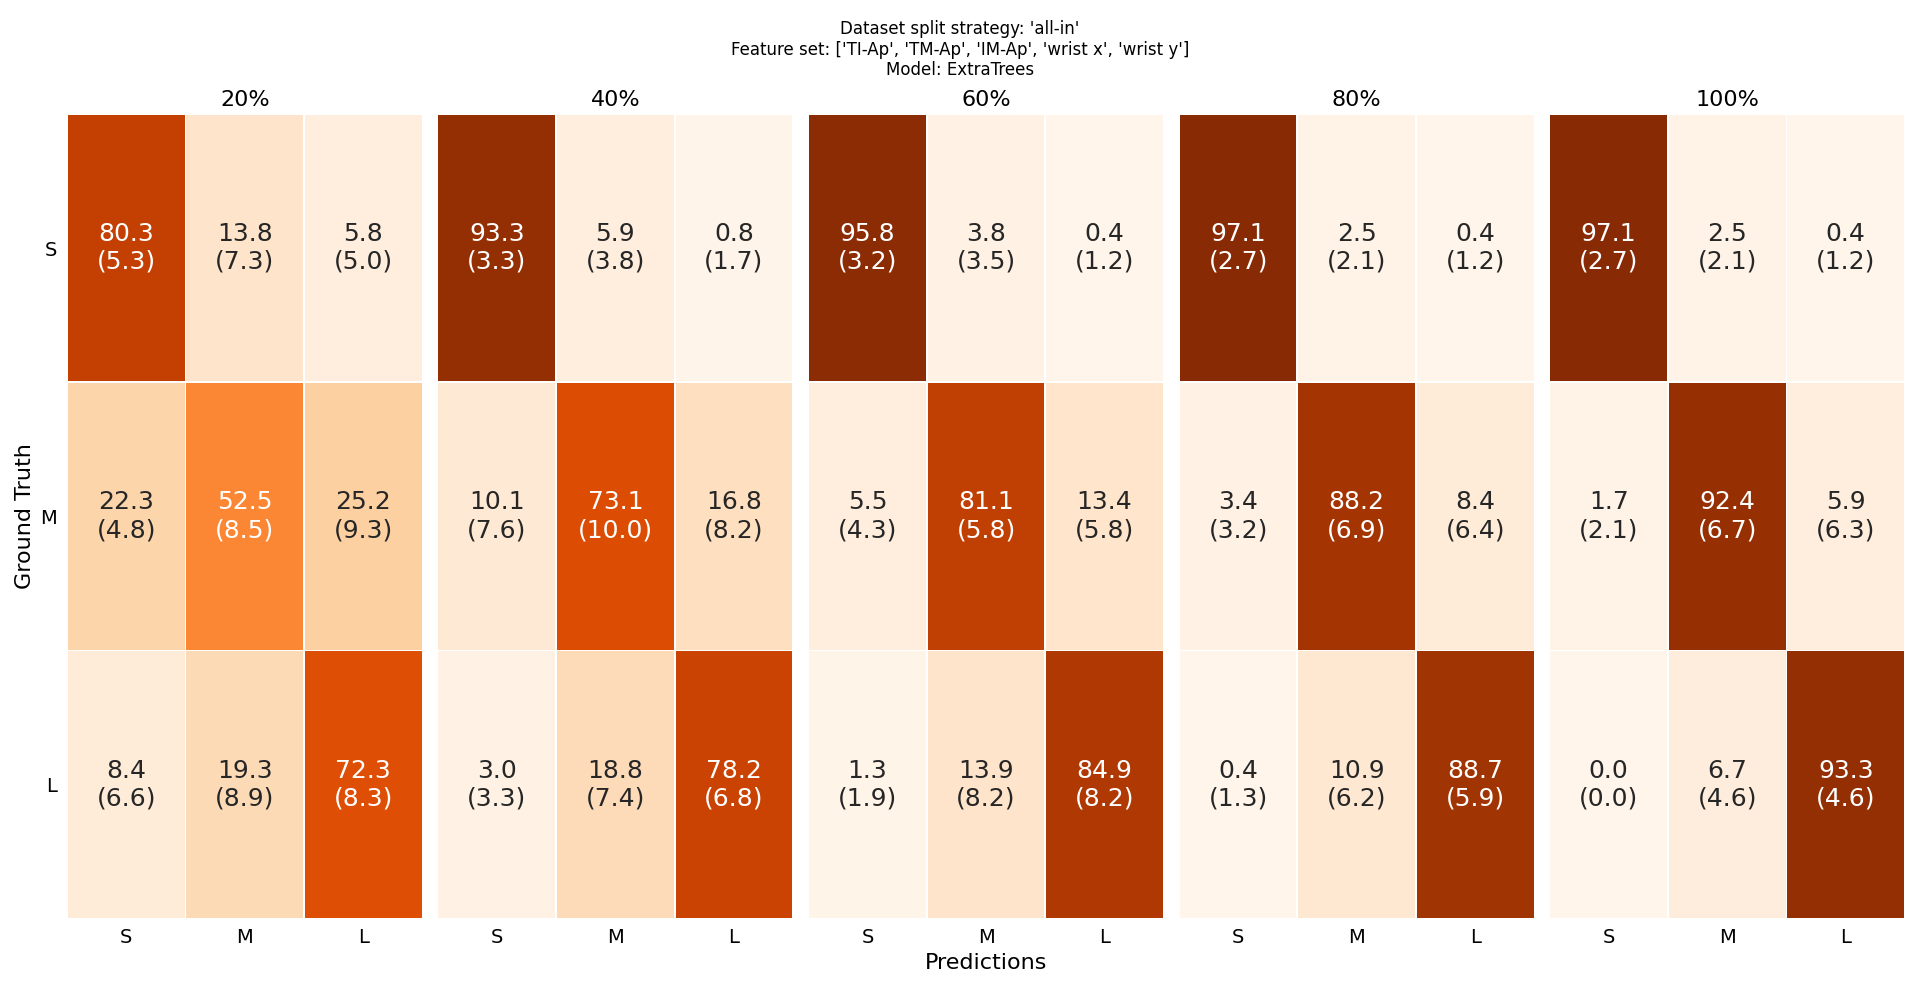 Dataset split strategy: 'all-in'
Feature set: ['TI-Ap', 'TM-Ap', 'IM-Ap', 'wrist x', 'wrist y']
Model: ExtraTrees
20% 40% 60% 80% 100%
80.3 13.8 5.8 93.3 5.9 0.8 95.8 3.8 0.4 97.1 2.5 0.4 97.1 2.5 0.4
S (5.3) (7.3) (5.0) (3.3) (3.8) (1.7) (3.2) (3.5) (1.2) (2.7) (2.1) (1.2) (2.7) (2.1) (1.2)
Ground Truth
22.3 52.5 25.2 10.1 73.1 16.8 5.5 81.1 13.4 3.4 88.2 8.4 1.7 92.4 5.9
M (4.8) (8.5) (9.3) (7.6) (10.0) (8.2) (4.3) (5.8) (5.8) (3.2) (6.9) (6.4) (2.1) (6.7) (6.3)
8.4 19.3 72.3 3.0 18.8 78.2 1.3 13.9 84.9 0.4 10.9 88.7 0.0 6.7 93.3
L (6.6) (8.9) (8.3) (3.3) (7.4) (6.8) (1.9) (8.2) (8.2) (1.3) (6.2) (5.9) (0.0) (4.6) (4.6)
S M L S M L S M L S M L S M L
Predictions